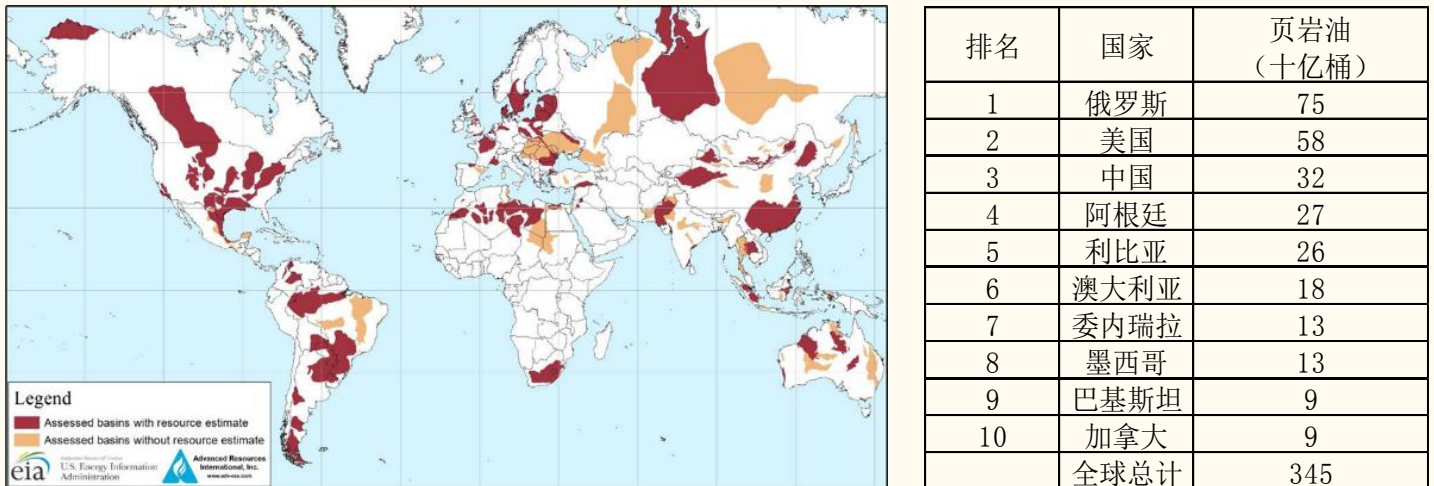 Legend
Assessed basins with resource estimate
Assessed basins without resource estimate
eia
U.S. Energy Information
Administration
Advanced Resources
International, Inc.
www.adv-res.com
排名 国家 页岩油
（十亿桶）
1 俄罗斯 75
2 美国 58
3 中国 32
4 阿根廷 27
5 利比亚 26
6 澳大利亚 18
7 委内瑞拉 13
8 墨西哥 13
9 巴基斯坦 9
10 加拿大 9
全球总计 345